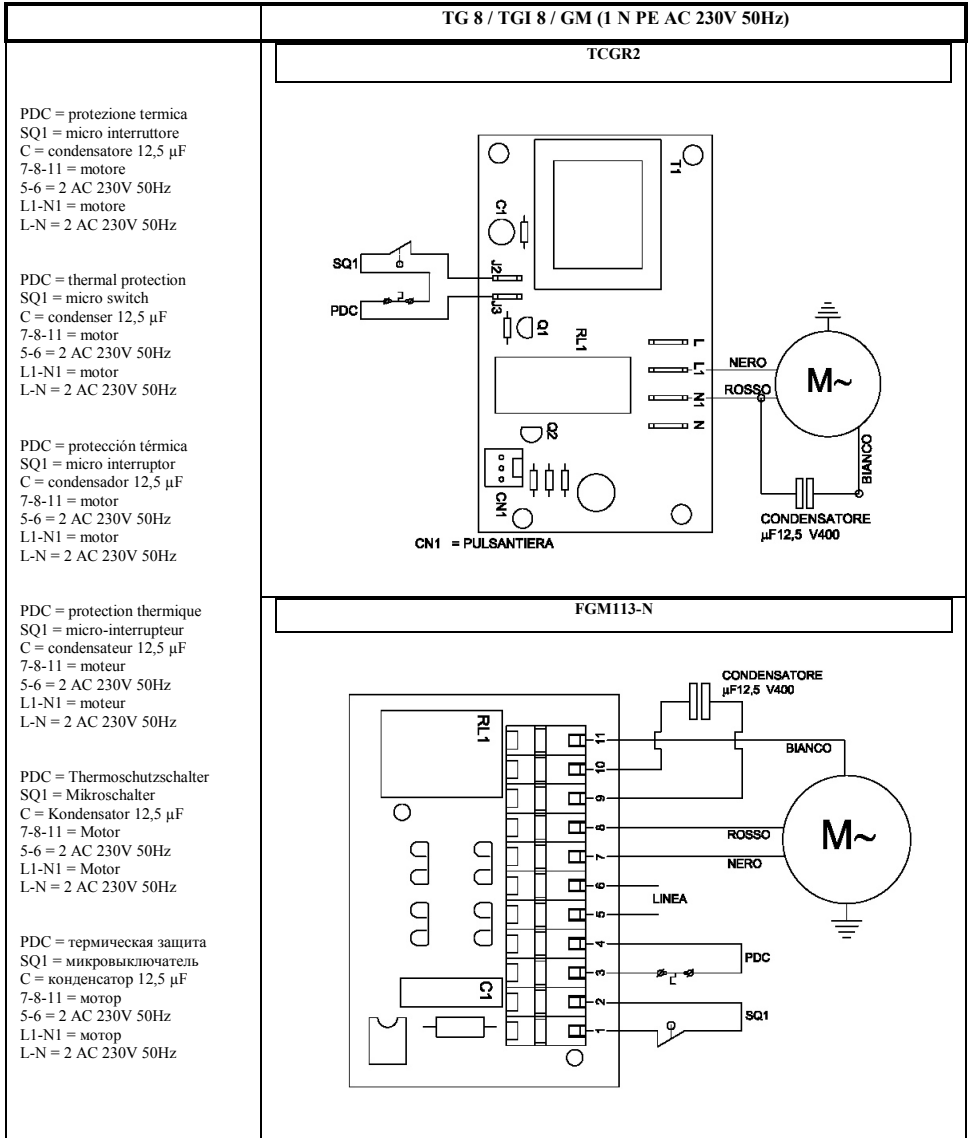 TG 8 / TGI 8 / GM (1 N PE AC 230V 50Hz)
PDC = protezione termica
SQ1 = micro interruttore
C = condensatore 12,5 µF
7-8-11 = motore
5-6 = 2 AC 230V 50Hz
L1-N1 = motore
L-N = 2 AC 230V 50Hz
PDC = thermal protection
SQ1 = micro switch
C = condenser 12,5 µF
7-8-11 = motor
5-6 = 2 AC 230V 50Hz
L1-N1 = motor
L-N = 2 AC 230V 50Hz
PDC = protección térmica
SQ1 = micro interruptor
C = condensador 12,5 µF
7-8-11 = motor
5-6 = 2 AC 230V 50Hz
L1-N1 = motor
L-N = 2 AC 230V 50Hz
PDC = protection thermique
SQ1 = micro-interrupteur
C = condensateur 12,5 µF
7-8-11 = moteur
5-6 = 2 AC 230V 50Hz
L1-N1 = moteur
L-N = 2 AC 230V 50Hz
PDC = Thermoschutzschalter
SQ1 = Mikroschalter
C = Kondensator 12,5 µF
7-8-11 = Motor
5-6 = 2 AC 230V 50Hz
L1-N1 = Motor
L-N = 2 AC 230V 50Hz
PDC = термическая защита
SQ1 = микровыключатель
C = конденсатор 12,5 µF
7-8-11 = мотор
5-6 = 2 AC 230V 50Hz
L1-N1 = мотор
L-N = 2 AC 230V 50Hz
TCGR2
T1
C1
SQ1
J2
PDC
J3
Q1
RL1
L
L1
NERO
M~
N1
ROSSO
N
Q2
BIANCO
CN1
CONDENSATORE
µF12,5 V400
CN1 = PULSANTIERA
FGM113-N
CONDENSATORE
µF12,5 V400
RL1
11
BIANCO
10
9
8
ROSSO
M~
7
NERO
6
LINEA
5
4
PDC
3
C1
2
SQ1
1